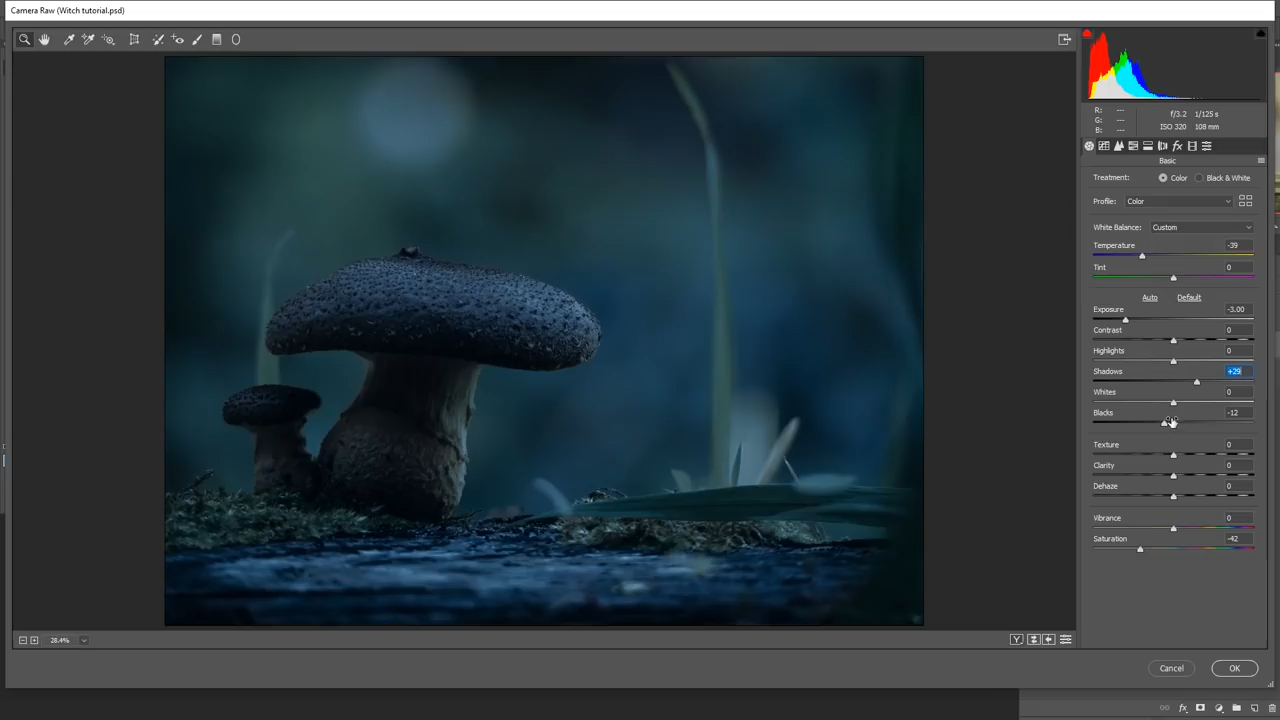 Camera Raw (Witch tutorial.psd)
R: ---
G: ---
B: ---
f/3.2 1/125 s
ISO 320 108 mm
fx
Basic
Treatment: Color Black & White
Profile: Color
White Balance: Custom
Temperature -39
Tint 0
Auto Default
Exposure -3.00
Contrast 0
Highlights 0
Shadows +29
Whites 0
Blacks -12
Texture 0
Clarity 0
Dehaze 0
Vibrance 0
Saturation -42
28.4%
Y
Cancel OK
fx